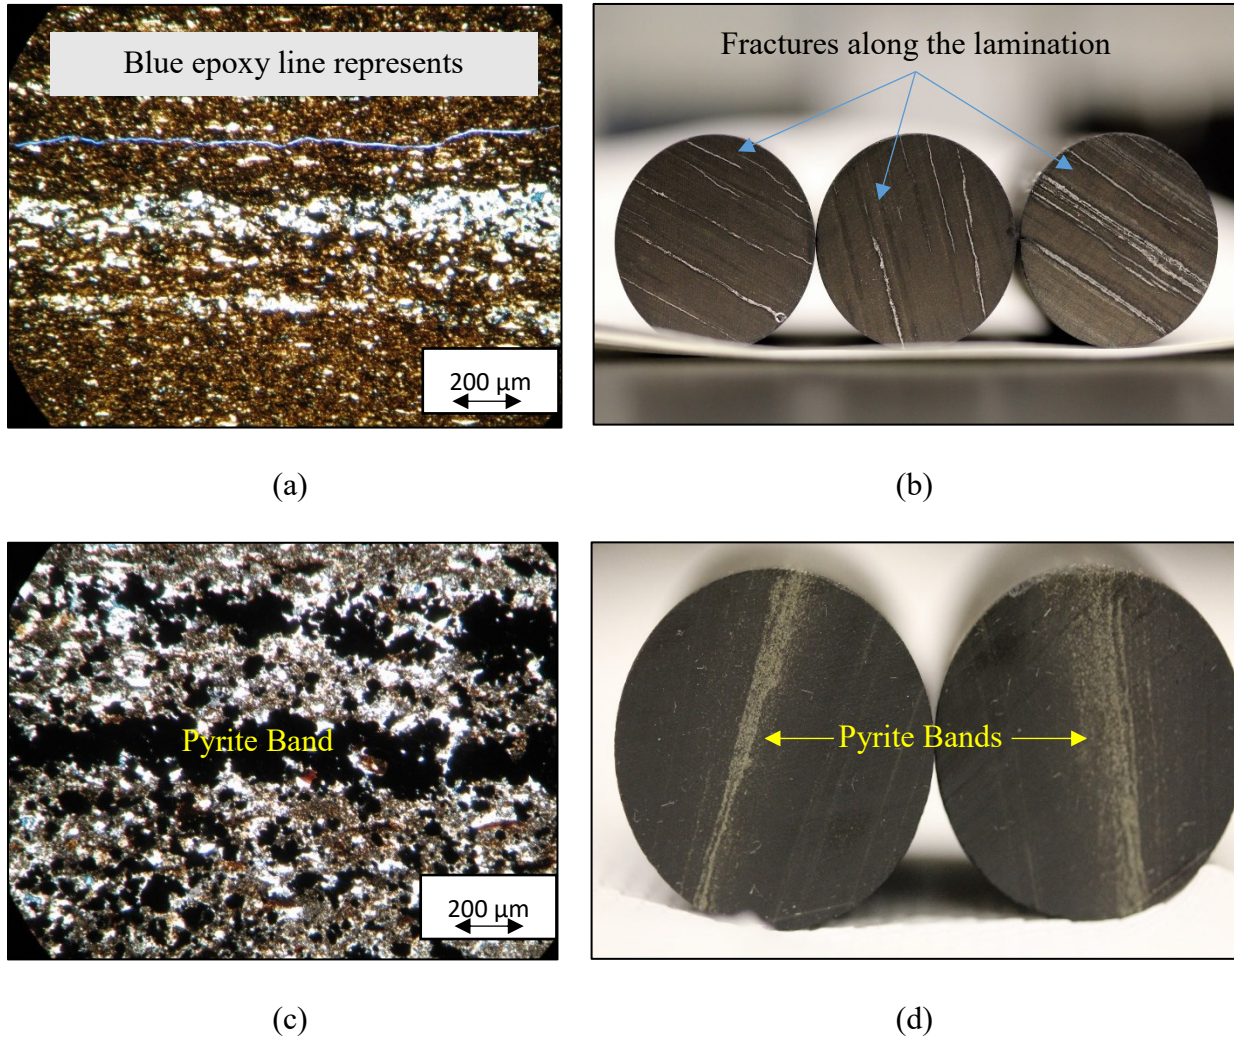 Blue epoxy line represents
Fractures along the lamination
200 µm
(a)
(b)
Pyrite Band
Pyrite Bands
200 µm
(c)
(d)